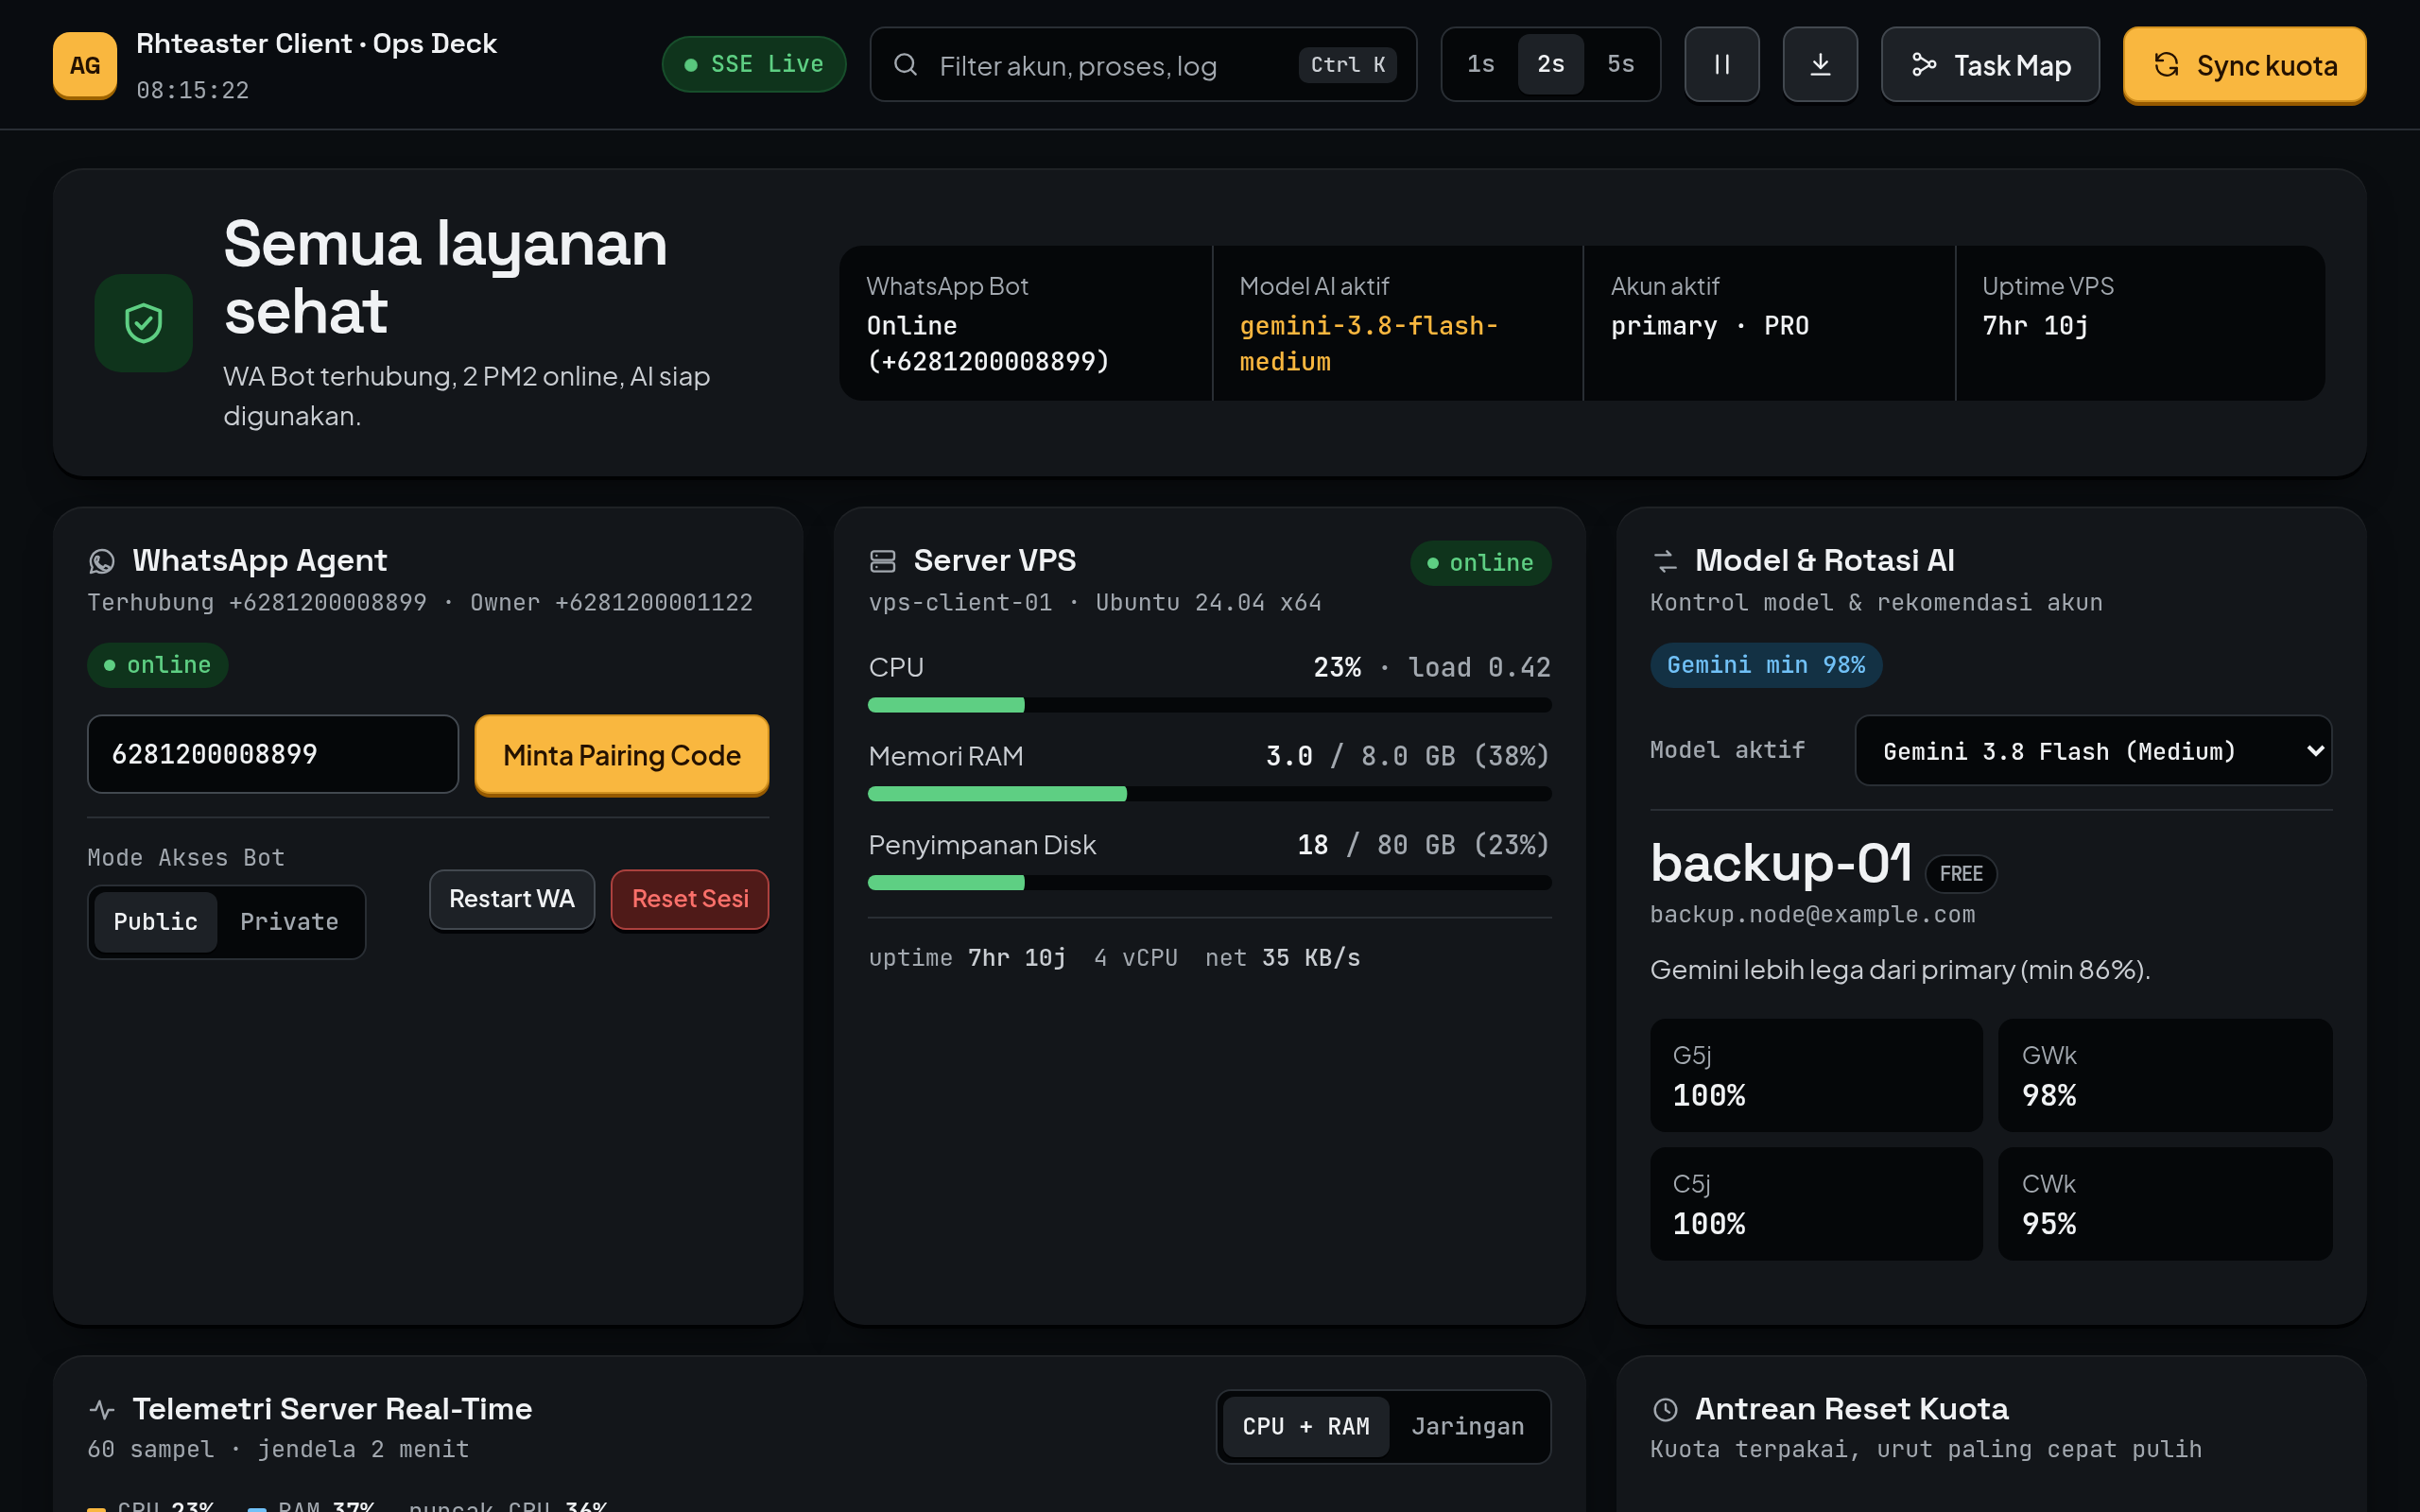 AG
Rhteaster Client · Ops Deck
08:15:22
SSE Live
Filter akun, proses, log
Ctrl K
1s
2s
5s
Task Map
Sync kuota
Semua layanan
sehat
WA Bot terhubung, 2 PM2 online, AI siap
digunakan.
WhatsApp Bot
Online
(+6281200008899)
Model AI aktif
gemini-3.8-flash-
medium
Akun aktif
primary · PRO
Uptime VPS
7hr 10j
WhatsApp Agent
Terhubung +6281200008899 · Owner +6281200001122
online
6281200008899
Minta Pairing Code
Mode Akses Bot
Public
Private
Restart WA
Reset Sesi
Server VPS
online
vps-client-01 · Ubuntu 24.04 x64
CPU
23% · load 0.42
Memori RAM
3.0 / 8.0 GB (38%)
Penyimpanan Disk
18 / 80 GB (23%)
uptime 7hr 10j 4 vCPU net 35 KB/s
Model & Rotasi AI
Kontrol model & rekomendasi akun
Gemini min 98%
Model aktif
Gemini 3.8 Flash (Medium)
backup-01
FREE
backup.node@example.com
Gemini lebih lega dari primary (min 86%).
G5j
100%
GWk
98%
C5j
100%
CWk
95%
Telemetri Server Real-Time
60 sampel · jendela 2 menit
CPU + RAM
Jaringan
CPU 23% RAM 37% puncak CPU 36%
Antrean Reset Kuota
Kuota terpakai, urut paling cepat pulih